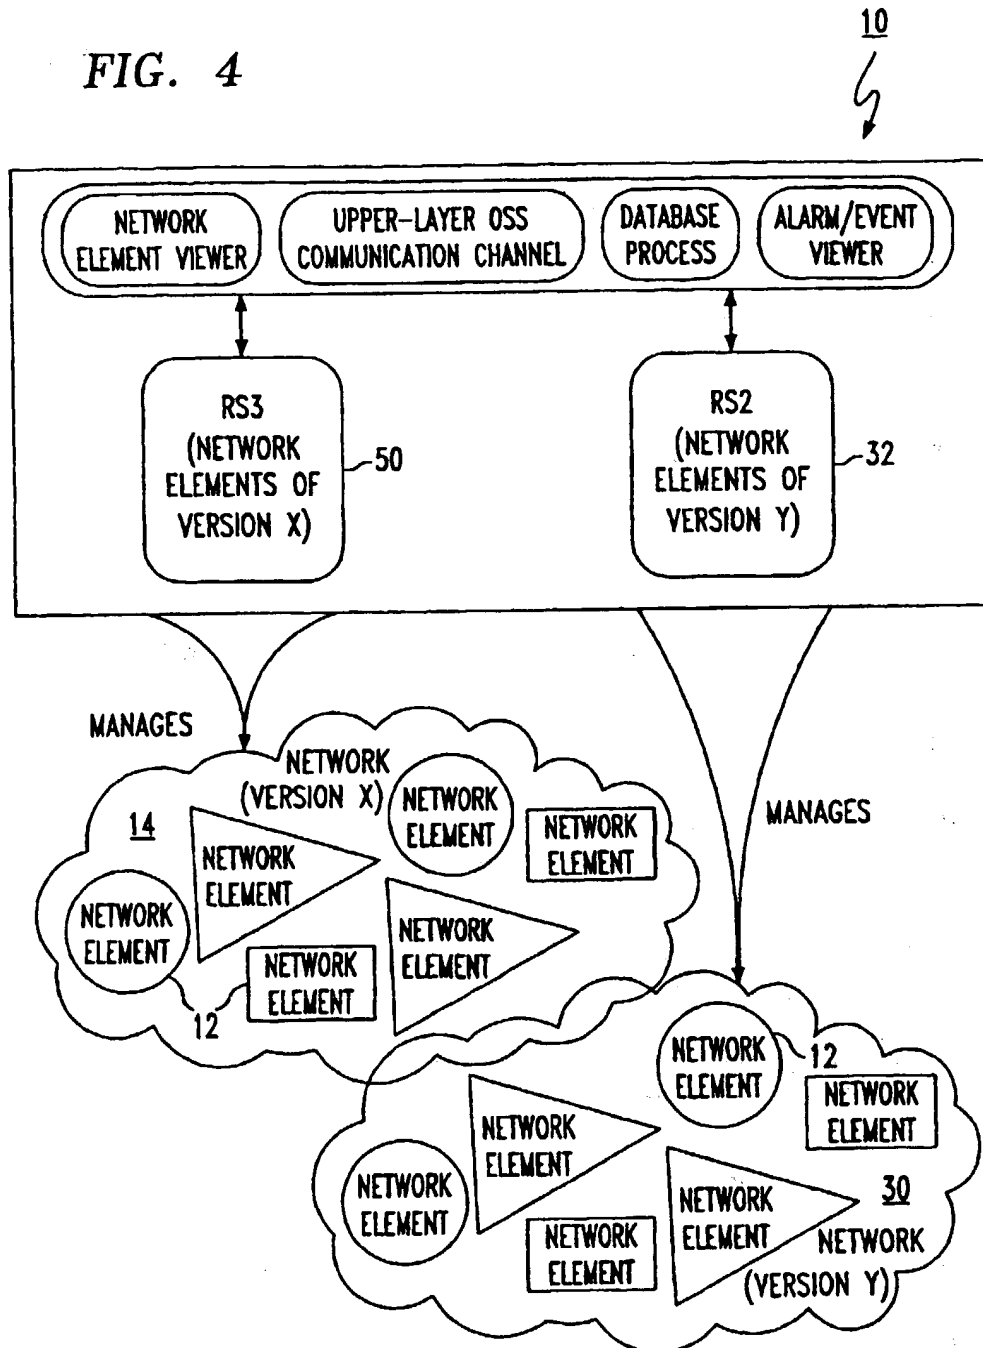 10
FIG. 4
NETWORK
ELEMENT VIEWER
UPPER-LAYER OSS
COMMUNICATION CHANNEL
DATABASE
PROCESS
ALARM/EVENT
VIEWER
RS3
(NETWORK
ELEMENTS OF
VERSION X)
50
RS2
(NETWORK
ELEMENTS OF
VERSION Y)
32
MANAGES
MANAGES
NETWORK
(VERSION X)
14
NETWORK
ELEMENT
NETWORK
ELEMENT
NETWORK
ELEMENT
NETWORK
ELEMENT
NETWORK
ELEMENT
NETWORK
ELEMENT
12
NETWORK
ELEMENT
12
NETWORK
ELEMENT
NETWORK
ELEMENT
NETWORK
ELEMENT
NETWORK
ELEMENT
NETWORK
ELEMENT
30
NETWORK
(VERSION Y)